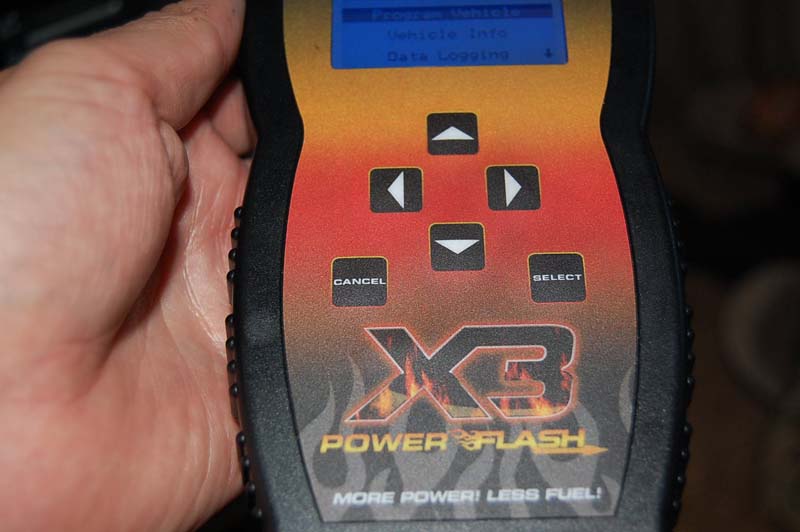 Program Vehicle
Vehicle Info
Data Logging
CANCEL
SELECT
X3
POWER FLASH
MORE POWER! LESS FUEL!